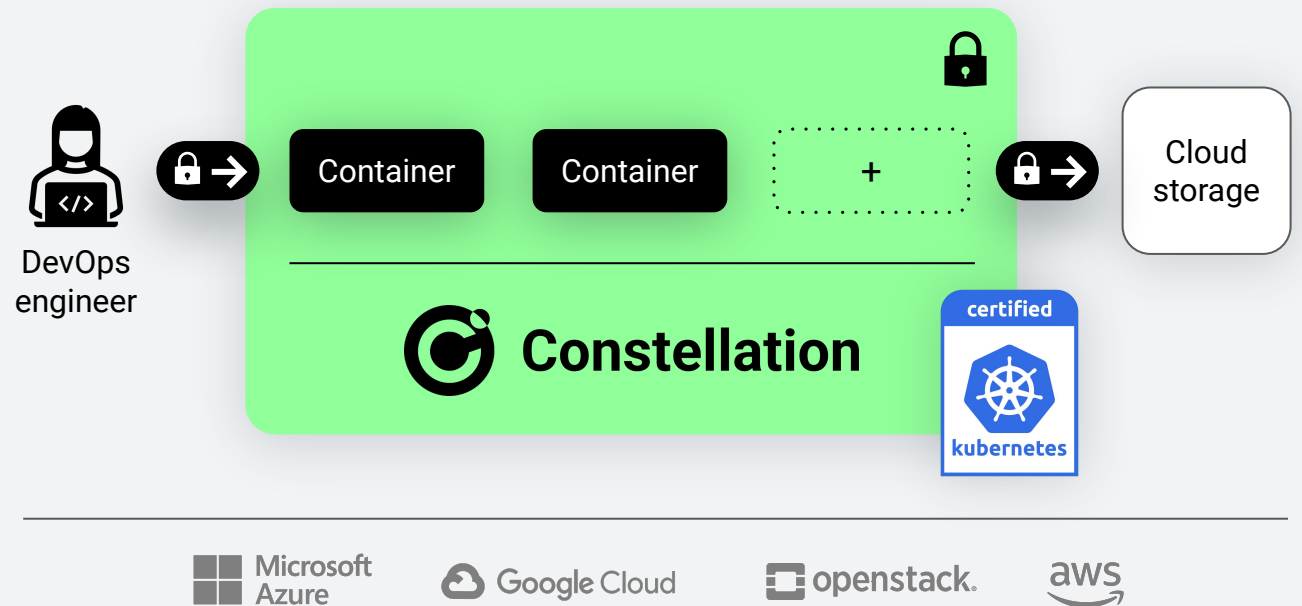 Container
Container
+
Cloud
storage
</>
DevOps
engineer
certified
Constellation
kubernetes
Microsoft
Azure
Google Cloud
openstack.
aws